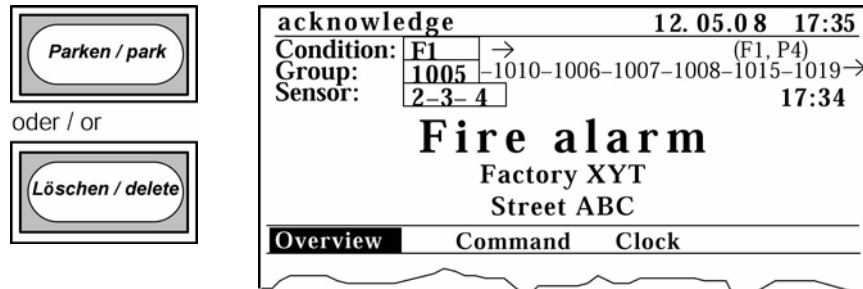 Parken / park
oder / or
Löschen / delete
acknowledge 12. 05.0 8 17:35
Condition: F1 → (F1, P4)
Group: 1005 –1010–1006–1007–1008–1015–1019→
Sensor: 2–3– 4 17:34
Fire alarm
Factory XYT
Street ABC
Overview Command Clock